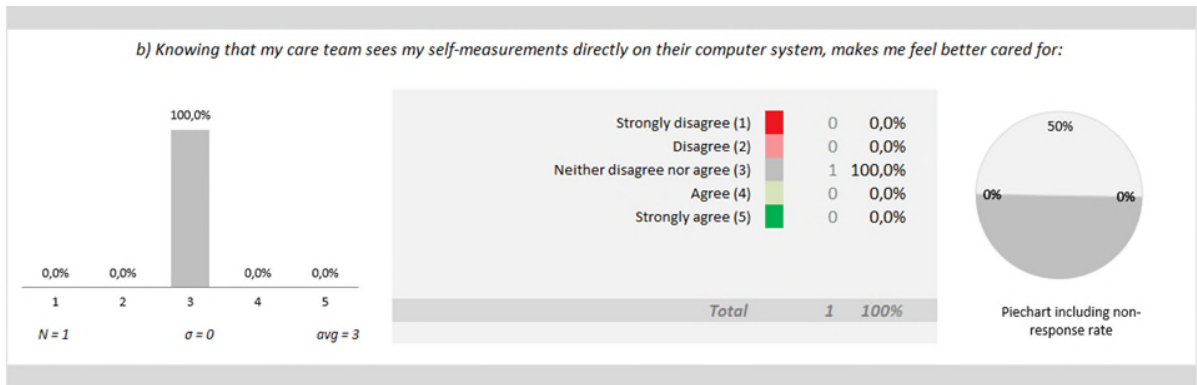 b) Knowing that my care team sees my self-measurements directly on their computer system, makes me feel better cared for:
100,0%
0,0% 0,0% 0,0% 0,0%
1 2 3 4 5
N = 1 σ = 0 avg = 3
Strongly disagree (1) 0 0,0%
Disagree (2) 0 0,0%
Neither disagree nor agree (3) 1 100,0%
Agree (4) 0 0,0%
Strongly agree (5) 0 0,0%
Total 1 100%
50%
0% 0%
Piechart including non-
response rate